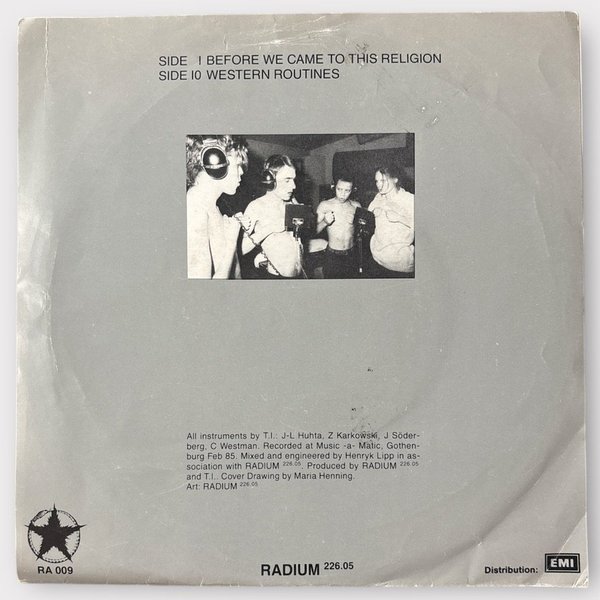 SIDE I BEFORE WE CAME TO THIS RELIGION
SIDE IO WESTERN ROUTINES
All instruments by T.I.: J-L Huhta, Z Karkowski, J Söder-
berg, C Westman. Recorded at Music -a- Matic, Gothen-
burg Feb 85. Mixed and engineered by Henryk Lipp in as-
sociation with RADIUM 226.05. Produced by RADIUM 226.05
and T.I.. Cover Drawing by Maria Henning.
Art: RADIUM 226.05
RA 009
RADIUM 226.05
Distribution: EMI